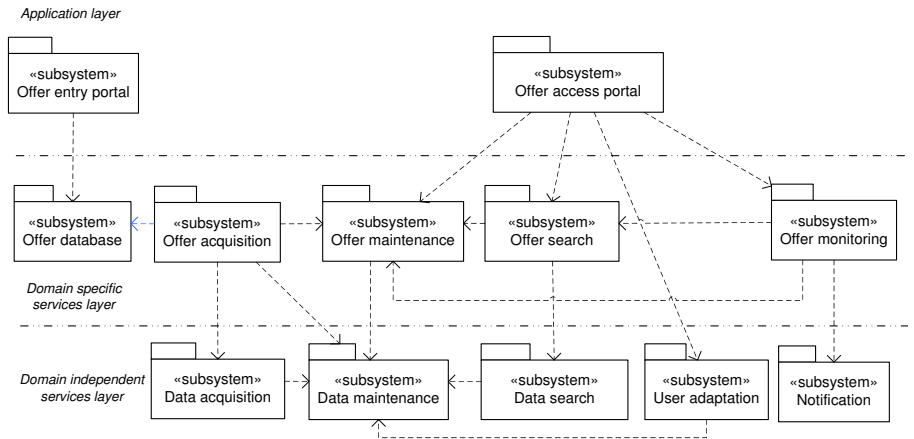 Application layer
«subsystem»
Offer entry portal
«subsystem»
Offer access portal
«subsystem»
Offer database
«subsystem»
Offer acquisition
«subsystem»
Offer maintenance
«subsystem»
Offer search
«subsystem»
Offer monitoring
Domain specific
services layer
Domain independent
services layer
«subsystem»
Data acquisition
«subsystem»
Data maintenance
«subsystem»
Data search
«subsystem»
User adaptation
«subsystem»
Notification